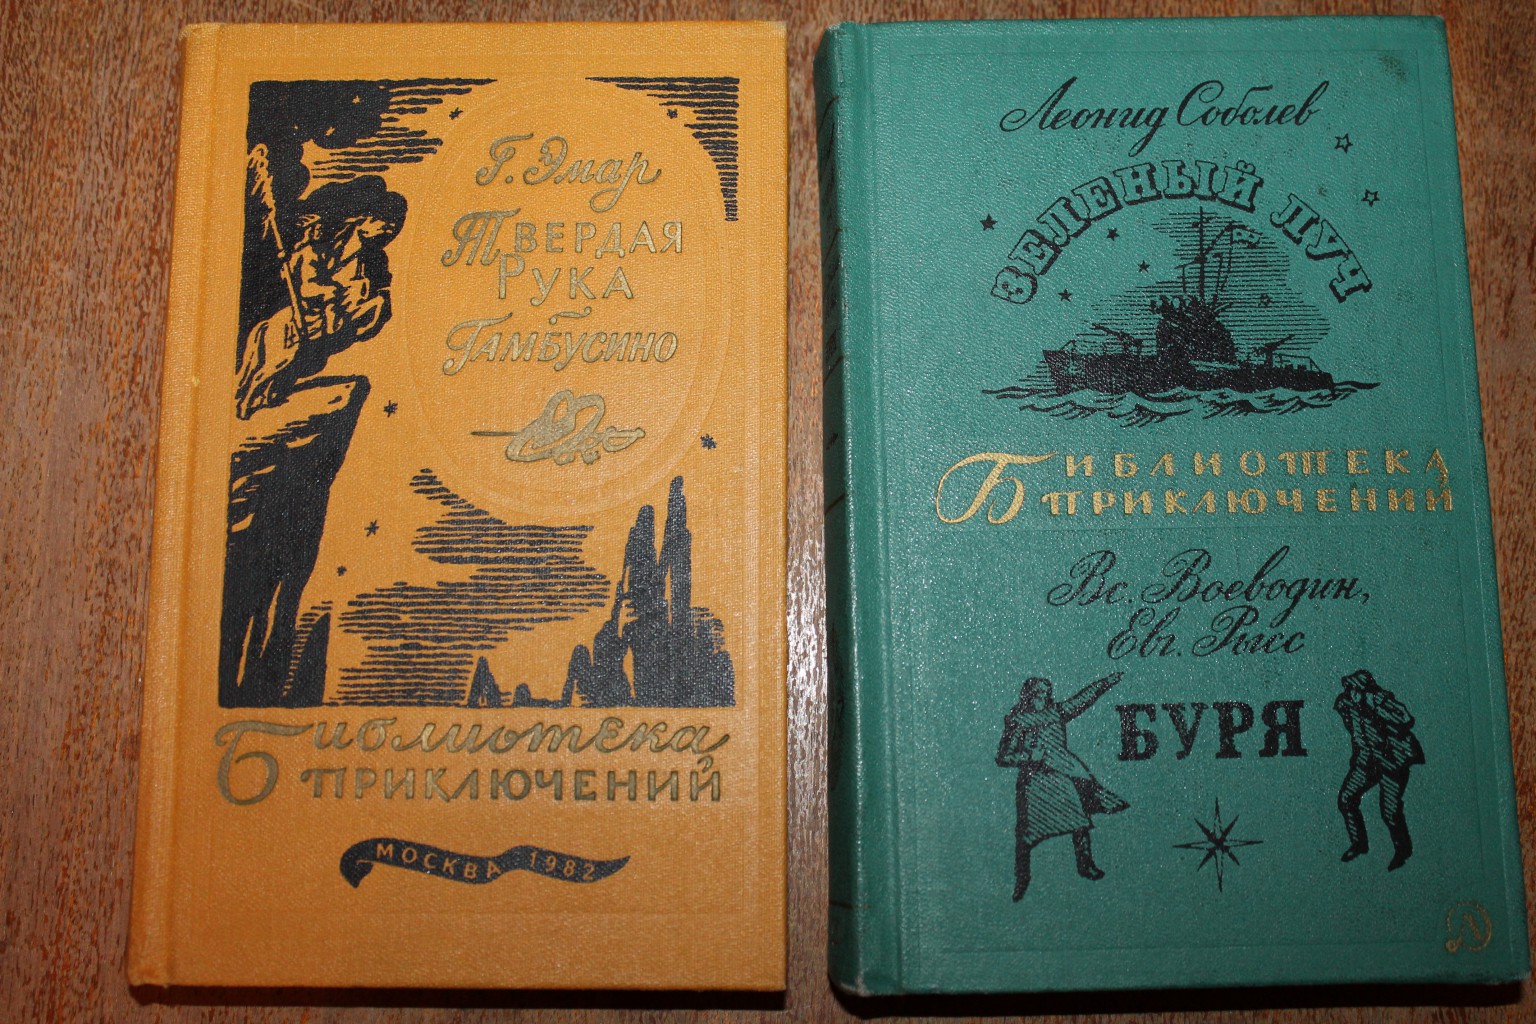 Г. Эмар
Твердая
Рука
Гамбусино
Библиотека
приключений
МОСКВА 1982
Леонид Соболев
ЗЕЛЕНЫЙ ЛУЧ
Библиотека
приключений
Вс. Воеводин,
Евг. Рысс
БУРЯ